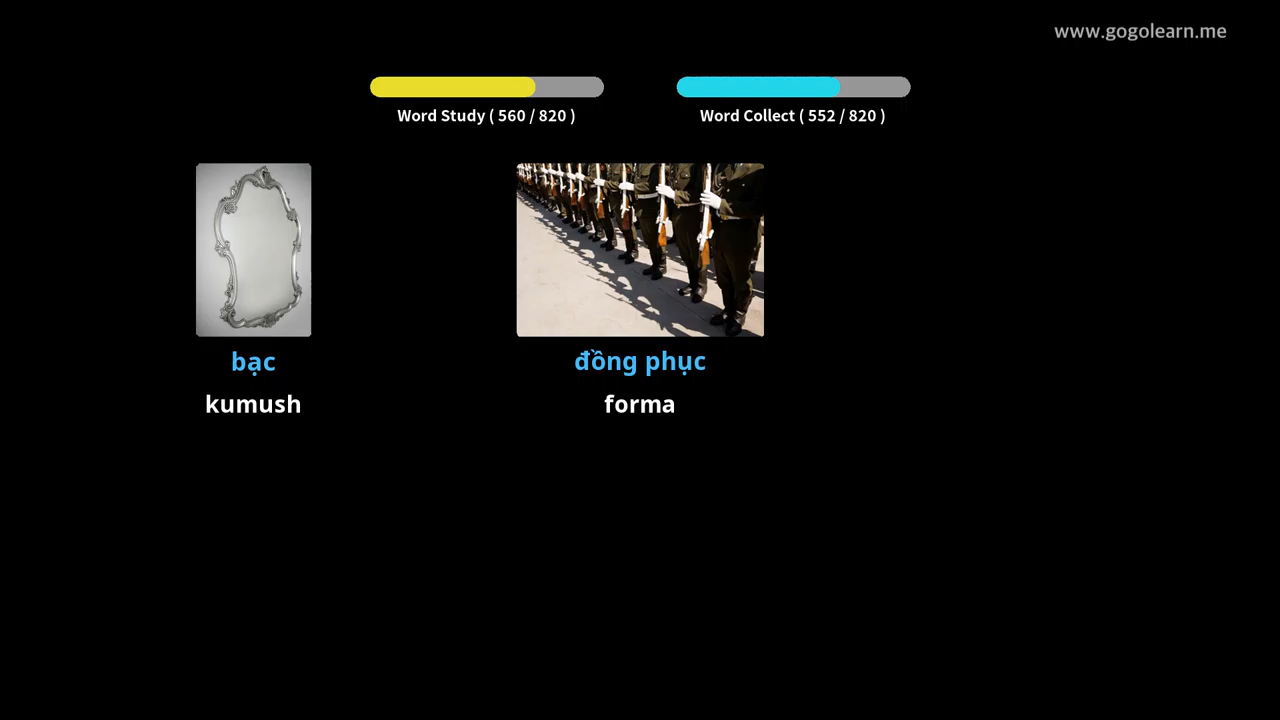 www.gogolearn.me
Word Study ( 560 / 820 )
Word Collect ( 552 / 820 )
bạc
đồng phục
kumush
forma